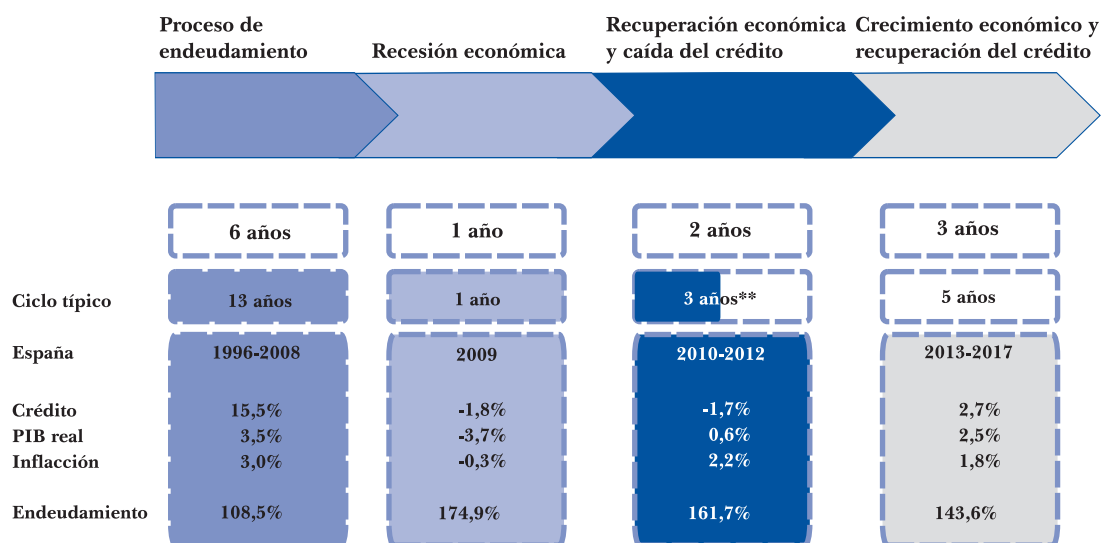 Proceso de
endeudamiento
Recesión económica
Recuperación económica
y caída del crédito
Crecimiento económico y
recuperación del crédito
6 años 1 año 2 años 3 años
Ciclo típico 13 años 1 año 3 años** 5 años
España 1996-2008 2009 2010-2012 2013-2017
Crédito 15,5% -1,8% -1,7% 2,7%
PIB real 3,5% -3,7% 0,6% 2,5%
Inflacción 3,0% -0,3% 2,2% 1,8%
Endeudamiento 108,5% 174,9% 161,7% 143,6%